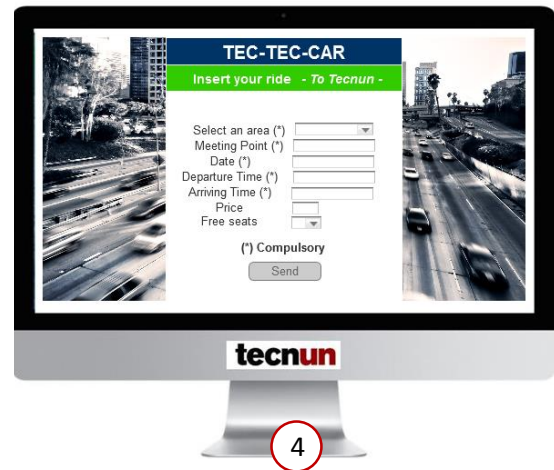 TEC-TEC-CAR
Insert your ride - To Tecnun -
Select an area (*)
Meeting Point (*)
Date (*)
Departure Time (*)
Arriving Time (*)
Price
Free seats
(*) Compulsory
Send
tecnun
4